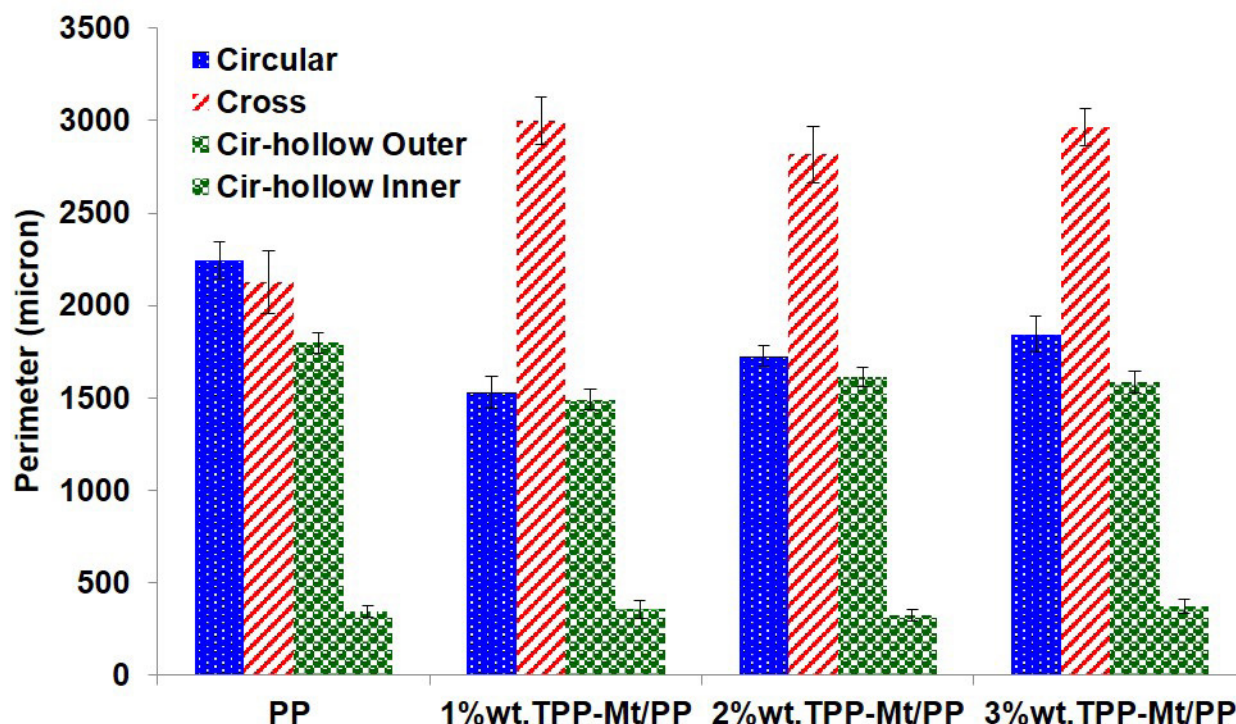 3500
3000
2500
2000
1500
1000
500
0
Perimeter (micron)
Circular
Cross
Cir-hollow Outer
Cir-hollow Inner
PP 1%wt.TPP-Mt/PP 2%wt.TPP-Mt/PP 3%wt.TPP-Mt/PP